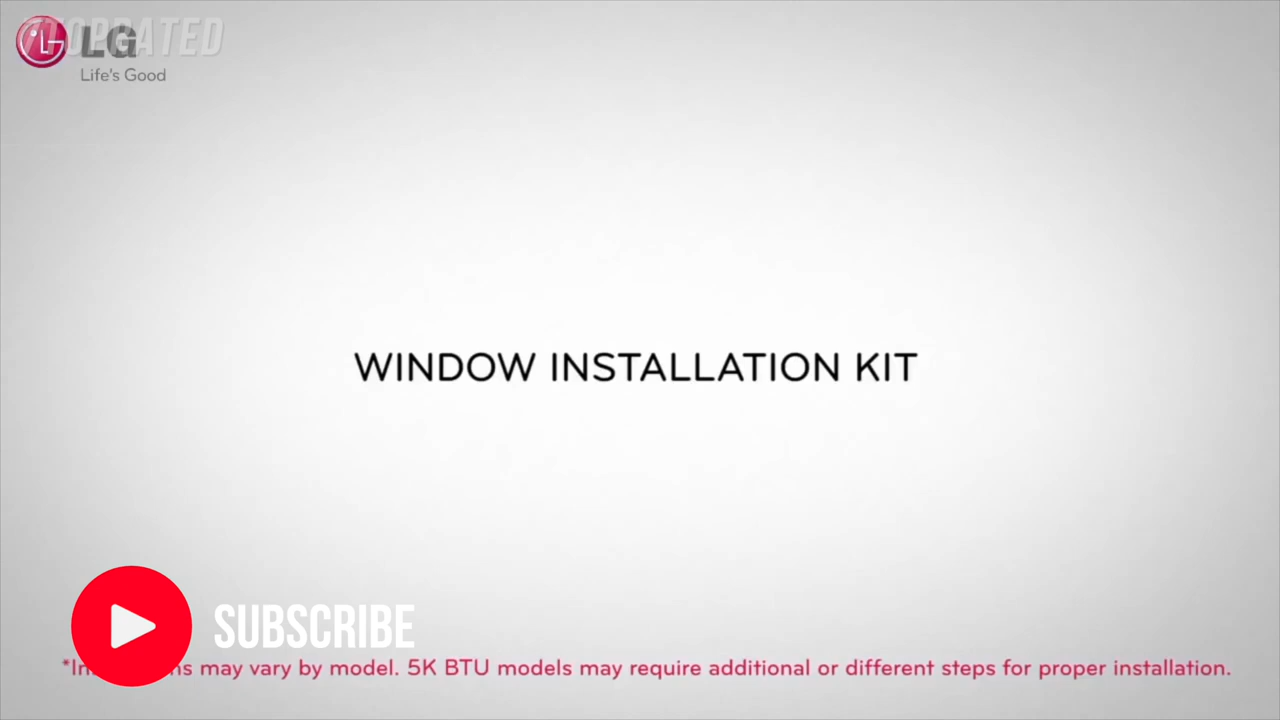 7TOPRATED
LG
Life's Good
WINDOW INSTALLATION KIT
SUBSCRIBE
may vary by model. 5K BTU models may require additional or different steps for proper installation.